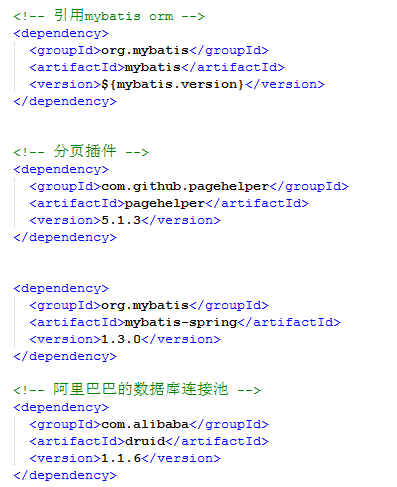 <!-- 引用mybatis orm -->
<dependency>
<groupId>org.mybatis</groupId>
<artifactId>mybatis</artifactId>
<version>${mybatis.version}</version>
</dependency>
<!-- 分页插件 -->
<dependency>
<groupId>com.github.pagehelper</groupId>
<artifactId>pagehelper</artifactId>
<version>5.1.3</version>
</dependency>
<dependency>
<groupId>org.mybatis</groupId>
<artifactId>mybatis-spring</artifactId>
<version>1.3.0</version>
</dependency>
<!-- 阿里巴巴的数据库连接池 -->
<dependency>
<groupId>com.alibaba</groupId>
<artifactId>druid</artifactId>
<version>1.1.6</version>
</dependency>